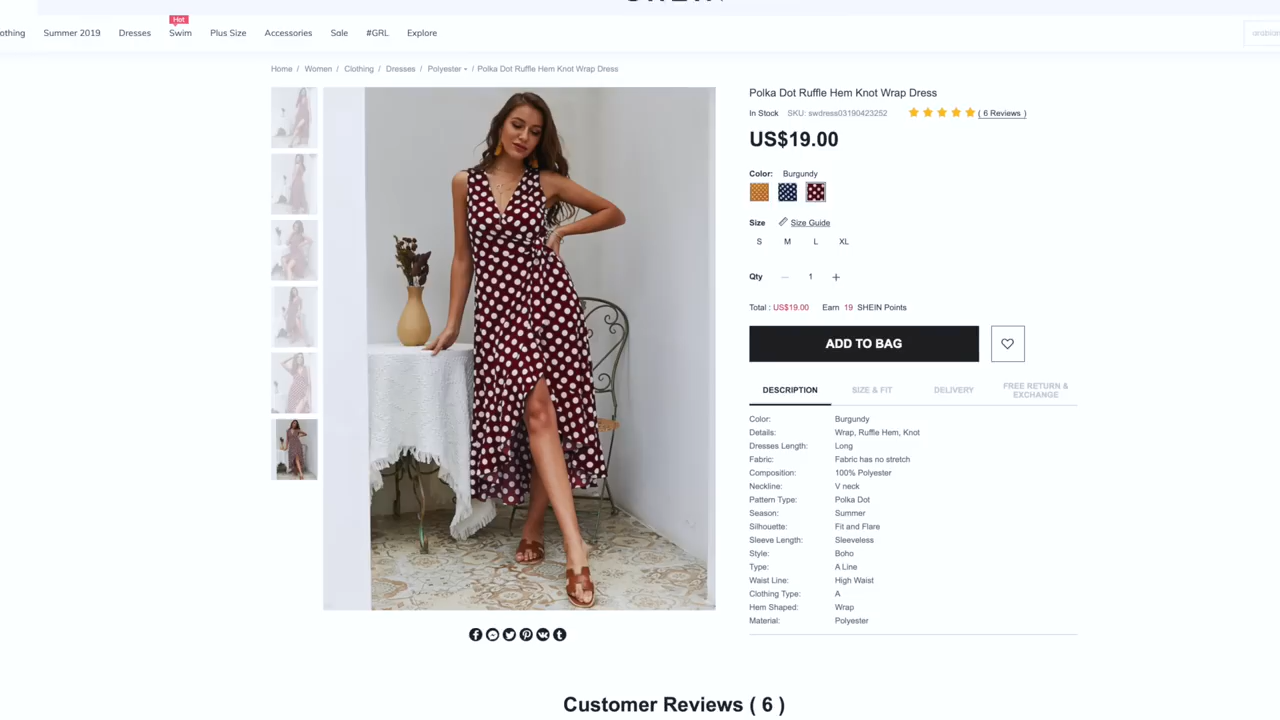 Hot
othing Summer 2019 Dresses Swim Plus Size Accessories Sale #GRL Explore
arabian
Home / Women / Clothing / Dresses / Polyester / Polka Dot Ruffle Hem Knot Wrap Dress
Polka Dot Ruffle Hem Knot Wrap Dress
In Stock SKU: swdress03190423252 ( 6 Reviews )
US$19.00
Color: Burgundy
Size Size Guide
S M L XL
Qty — 1 +
Total : US$19.00 Earn 19 SHEIN Points
ADD TO BAG
DESCRIPTION SIZE & FIT DELIVERY FREE RETURN & EXCHANGE
Color: Burgundy
Details: Wrap, Ruffle Hem, Knot
Dresses Length: Long
Fabric: Fabric has no stretch
Composition: 100% Polyester
Neckline: V neck
Pattern Type: Polka Dot
Season: Summer
Silhouette: Fit and Flare
Sleeve Length: Sleeveless
Style: Boho
Type: A Line
Waist Line: High Waist
Clothing Type: A
Hem Shaped: Wrap
Material: Polyester
Customer Reviews ( 6 )